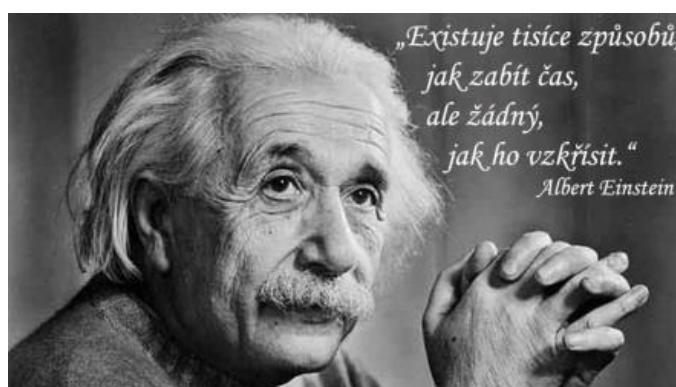 „Existuje tisíce způsobů,
jak zabít čas,
ale žádný,
jak ho vzkřísit.“
Albert Einstein